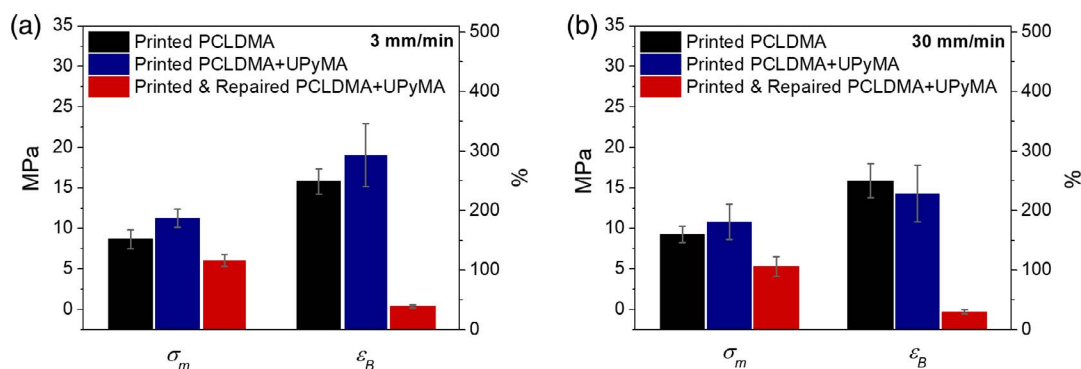 (a)
35
30
25
20
15
10
5
0
MPa
Printed PCLDMA
3 mm/min
Printed PCLDMA+UPyMA
Printed & Repaired PCLDMA+UPyMA
500
400
300
200
100
0
%
σm
εB
(b)
35
30
25
20
15
10
5
0
MPa
Printed PCLDMA
30 mm/min
Printed PCLDMA+UPyMA
Printed & Repaired PCLDMA+UPyMA
500
400
300
200
100
0
%
σm
εB